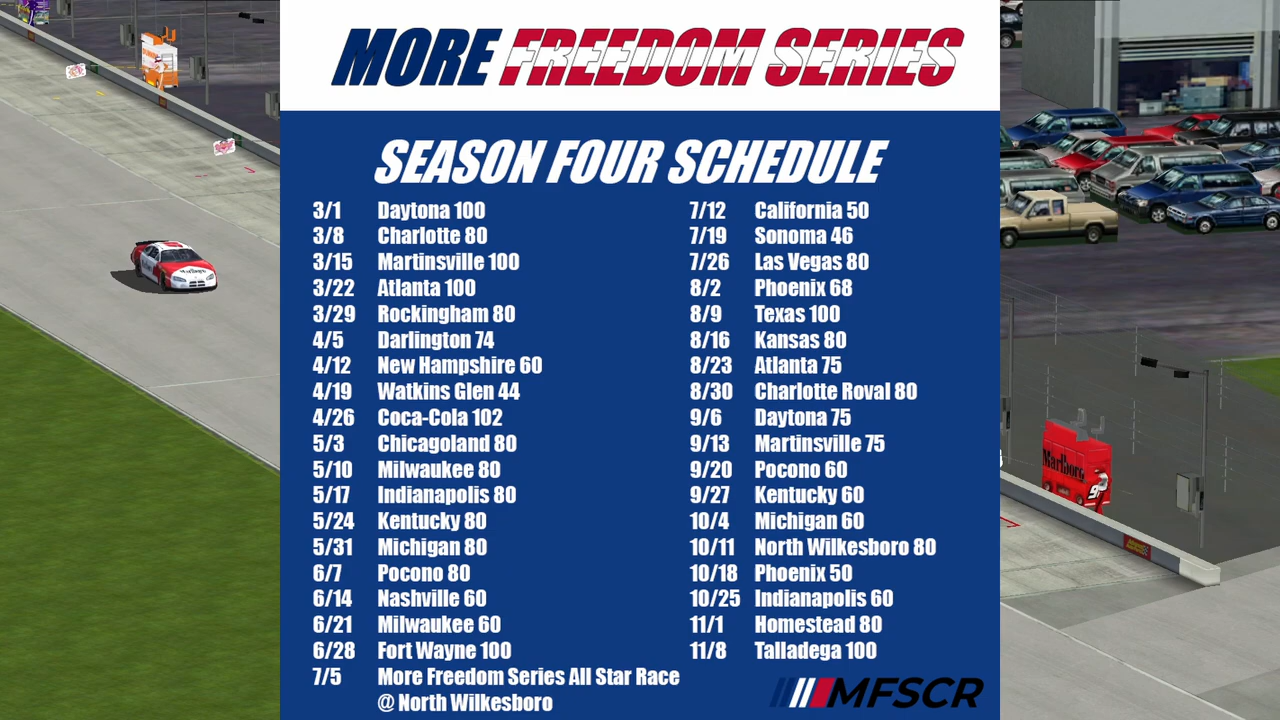 MORE FREEDOM SERIES
SEASON FOUR SCHEDULE
3/1 Daytona 100
3/8 Charlotte 80
3/15 Martinsville 100
3/22 Atlanta 100
3/29 Rockingham 80
4/5 Darlington 74
4/12 New Hampshire 60
4/19 Watkins Glen 44
4/26 Coca-Cola 102
5/3 Chicagoland 80
5/10 Milwaukee 80
5/17 Indianapolis 80
5/24 Kentucky 80
5/31 Michigan 80
6/7 Pocono 80
6/14 Nashville 60
6/21 Milwaukee 60
6/28 Fort Wayne 100
7/5 More Freedom Series All Star Race
@ North Wilkesboro
7/12 California 50
7/19 Sonoma 46
7/26 Las Vegas 80
8/2 Phoenix 68
8/9 Texas 100
8/16 Kansas 80
8/23 Atlanta 75
8/30 Charlotte Roval 80
9/6 Daytona 75
9/13 Martinsville 75
9/20 Pocono 60
9/27 Kentucky 60
10/4 Michigan 60
10/11 North Wilkesboro 80
10/18 Phoenix 50
10/25 Indianapolis 60
11/1 Homestead 80
11/8 Talladega 100
MFSCR
Marlboro